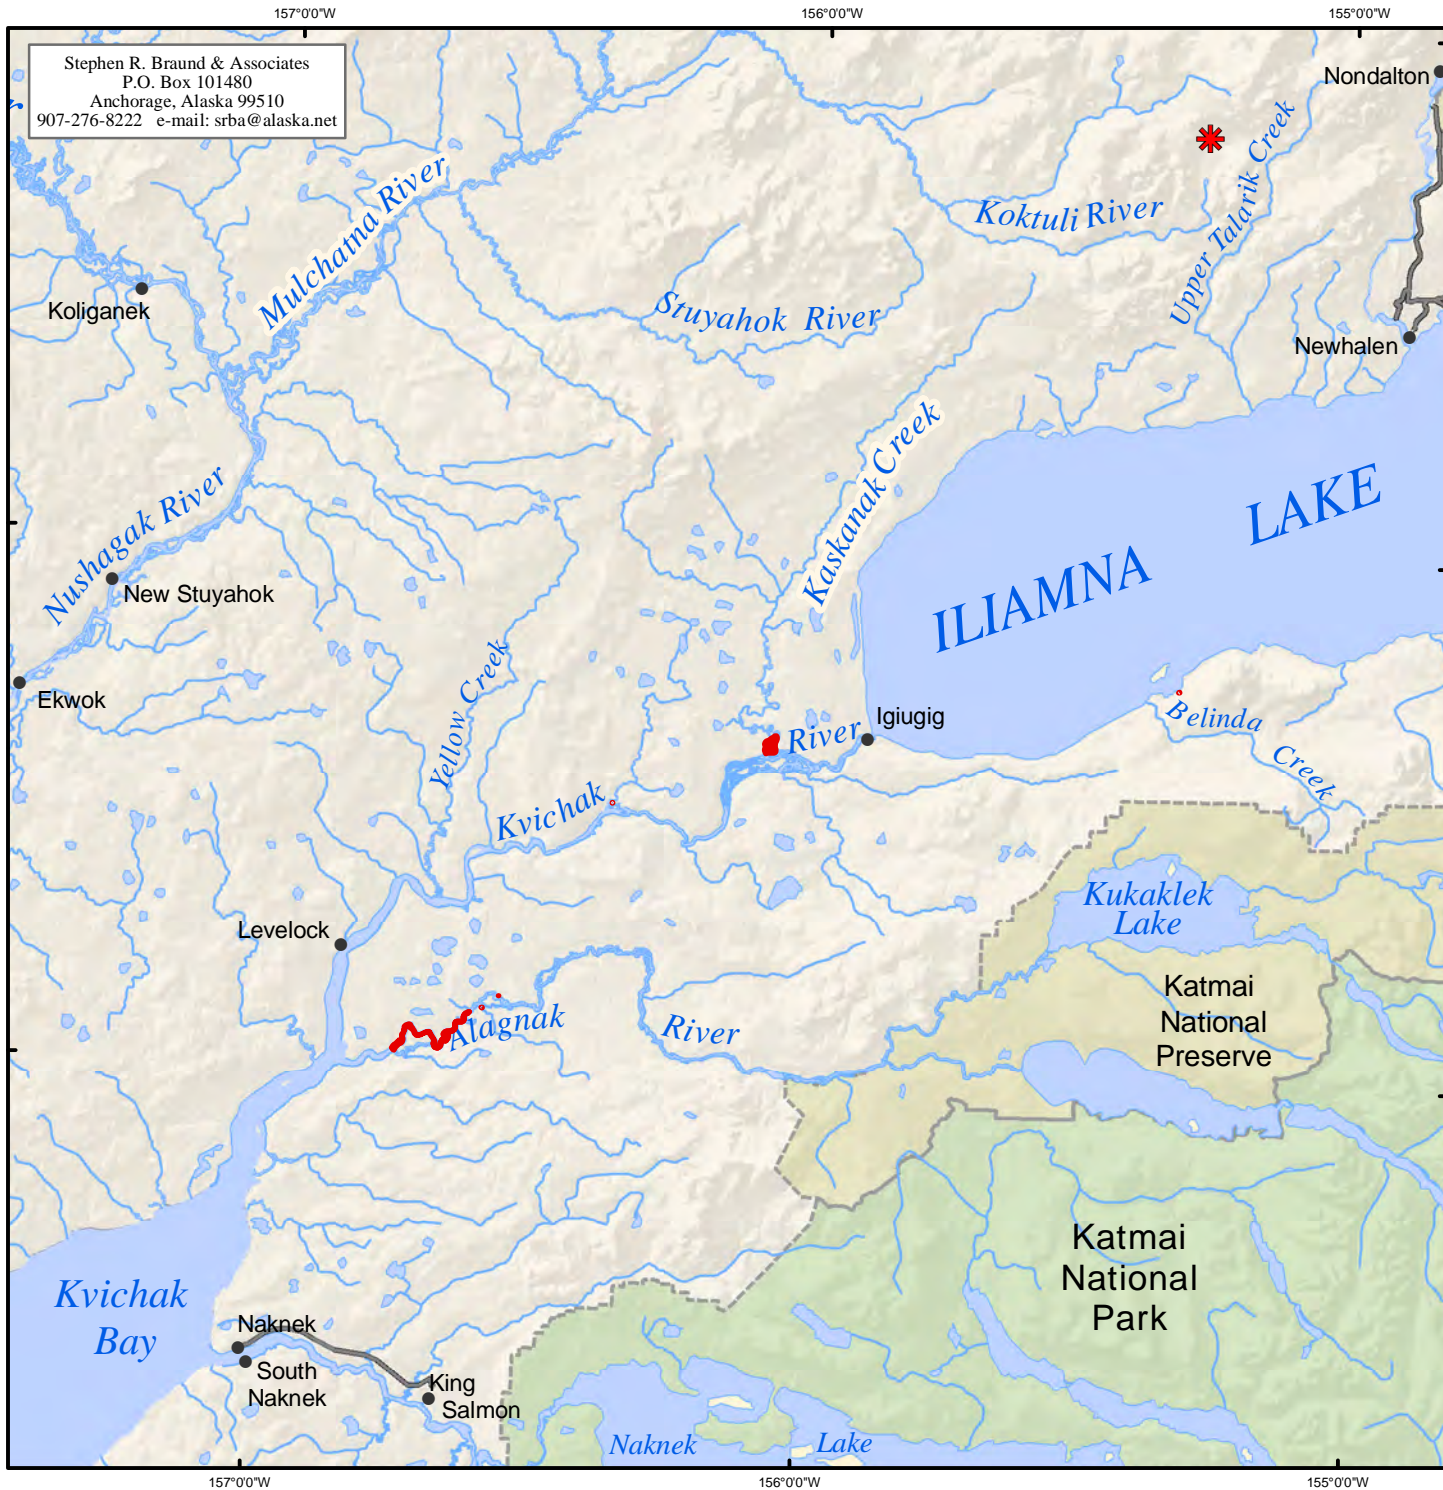 157°0'0"W
156°0'0"W
155°0'0"W
Stephen R. Braund & Associates
P.O. Box 101480
Anchorage, Alaska 99510
907-276-8222 e-mail: srba@alaska.net
Nondalton
Upper Talarik Creek
Koktuli River
Mulchatna River
Koliganek
Stuyahok River
Newhalen
Kaskanak Creek
ILIAMNA LAKE
Nushagak River
New Stuyahok
Ekwok
Yellow Creek
Igiugig
Belinda
Creek
Kvichak
River
Kukaklek
Lake
Levelock
Alagnak
River
Katmai
National
Preserve
Katmai
National
Park
Kvichak
Bay
Naknek
South
Naknek
King
Salmon
Naknek Lake
157°0'0"W
156°0'0"W
155°0'0"W